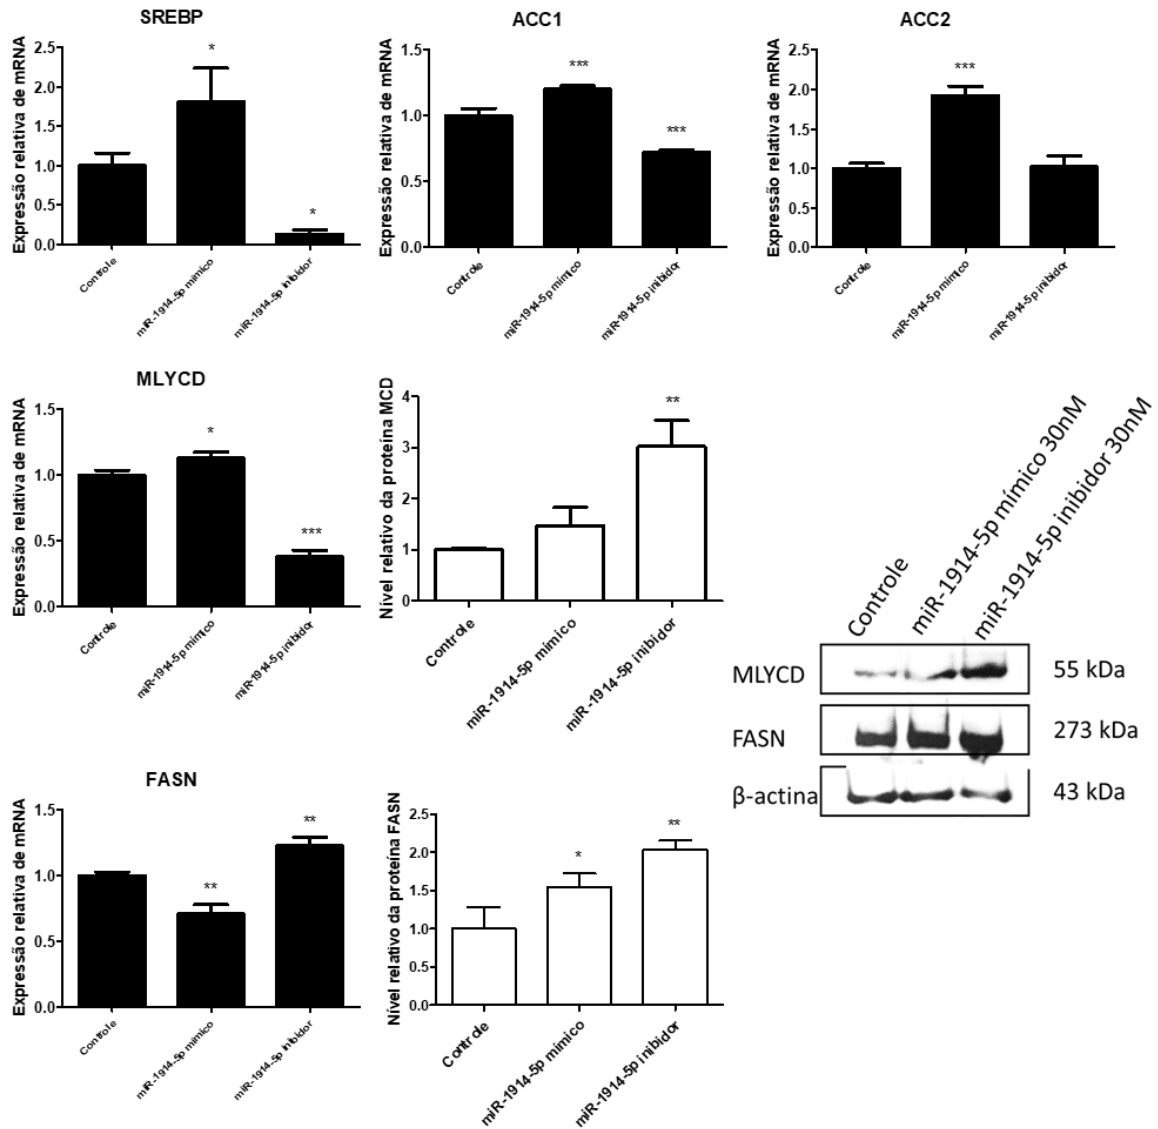 SREBP
Expressão relativa de mRNA
2.5
2.0
1.5
1.0
0.5
0.0
*
*
Controle
miR-1914-5p mímico
miR-1914-5p inibidor
ACC1
Expressão relativa de mRNA
1.5
1.0
0.5
0.0
***
***
Controle
miR-1914-5p mímico
miR-1914-5p inibidor
ACC2
Expressão relativa de mRNA
2.5
2.0
1.5
1.0
0.5
0.0
***
Controle
miR-1914-5p mímico
miR-1914-5p inibidor
MLYCD
Expressão relativa de mRNA
1.5
1.0
0.5
0.0
*
***
Controle
miR-1914-5p mímico
miR-1914-5p inibidor
Nível relativo da proteína MCD
4
3
2
1
0
**
Controle
miR-1914-5p mímico
miR-1914-5p inibidor
Controle
miR-1914-5p mímico 30nM
miR-1914-5p inibidor 30nM
MLYCD 55 kDa
FASN 273 kDa
β-actina 43 kDa
FASN
Expressão relativa de mRNA
1.5
1.0
0.5
0.0
**
**
Controle
miR-1914-5p mímico
miR-1914-5p inibidor
Nível relativo da proteína FASN
2.5
2.0
1.5
1.0
0.5
0.0
*
**
Controle
miR-1914-5p mímico
miR-1914-5p inibidor